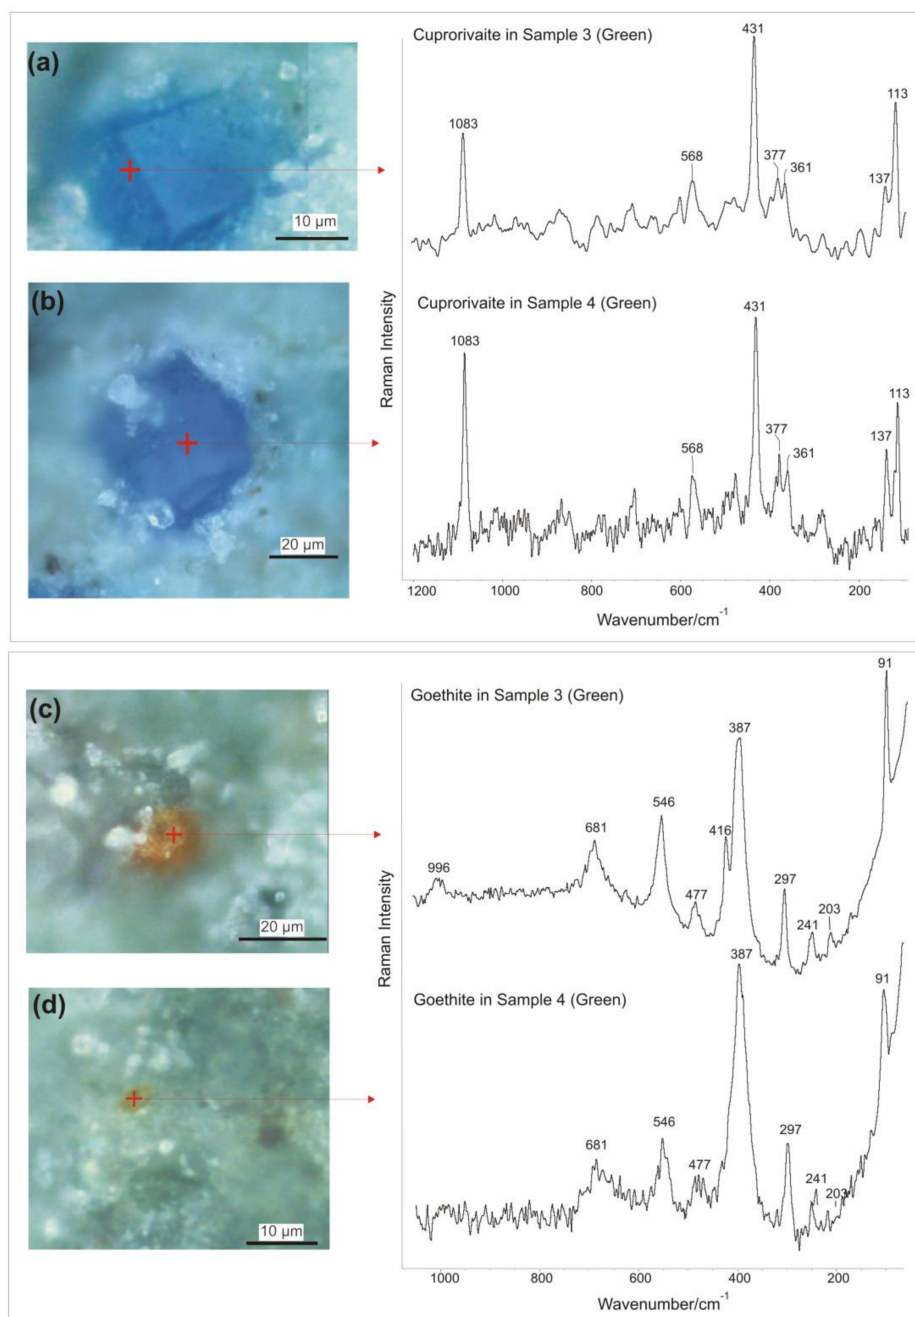 (a)
10 µm
Cuprorivaite in Sample 3 (Green)
1083
568
431
377
361
137
113
(b)
20 µm
Cuprorivaite in Sample 4 (Green)
1083
568
431
377
361
137
113
Raman Intensity
1200 1000 800 600 400 200
Wavenumber/cm-1
(c)
20 µm
Goethite in Sample 3 (Green)
996
681
546
477
416
387
297
241
203
91
(d)
10 µm
Goethite in Sample 4 (Green)
681
546
477
387
297
241
203
91
Raman Intensity
1000 800 600 400 200
Wavenumber/cm-1